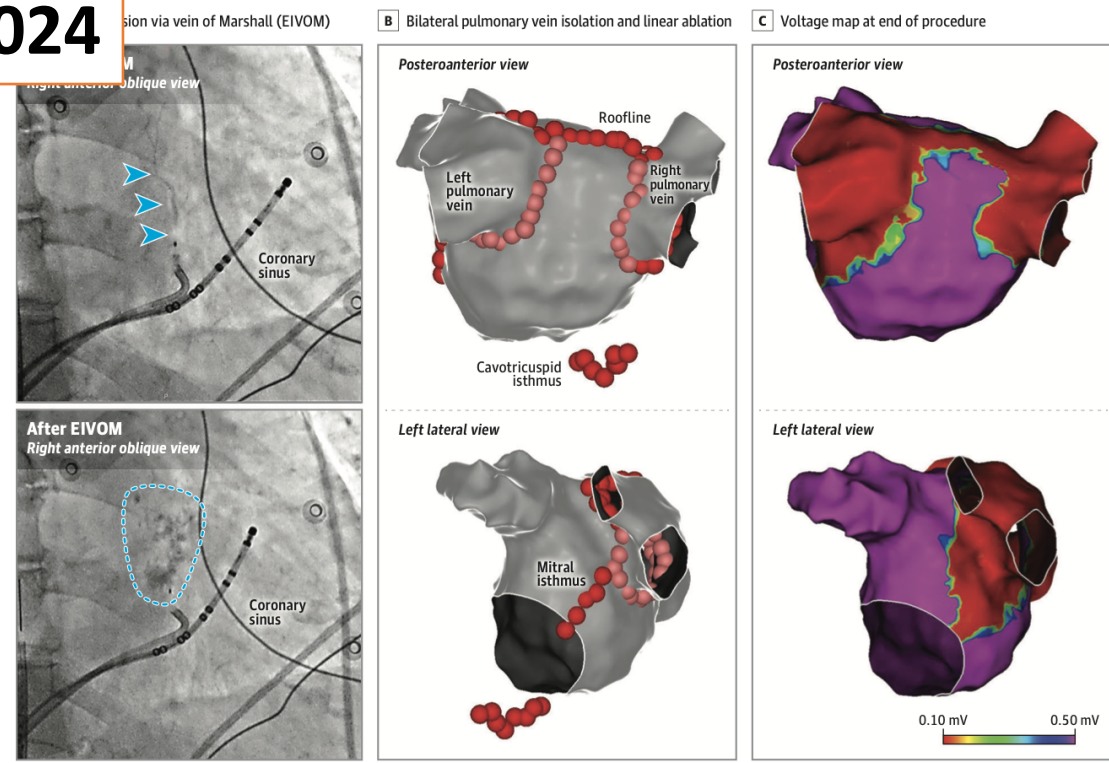 024
sion via vein of Marshall (EIVOM)
M
Right anterior oblique view
Coronary
sinus
After EIVOM
Right anterior oblique view
Coronary
sinus
B Bilateral pulmonary vein isolation and linear ablation
Posteroanterior view
Roofline
Left
pulmonary
vein
Right
pulmonary
vein
Cavotricuspid
isthmus
Left lateral view
Mitral
isthmus
C Voltage map at end of procedure
Posteroanterior view
Left lateral view
0.10 mV 0.50 mV